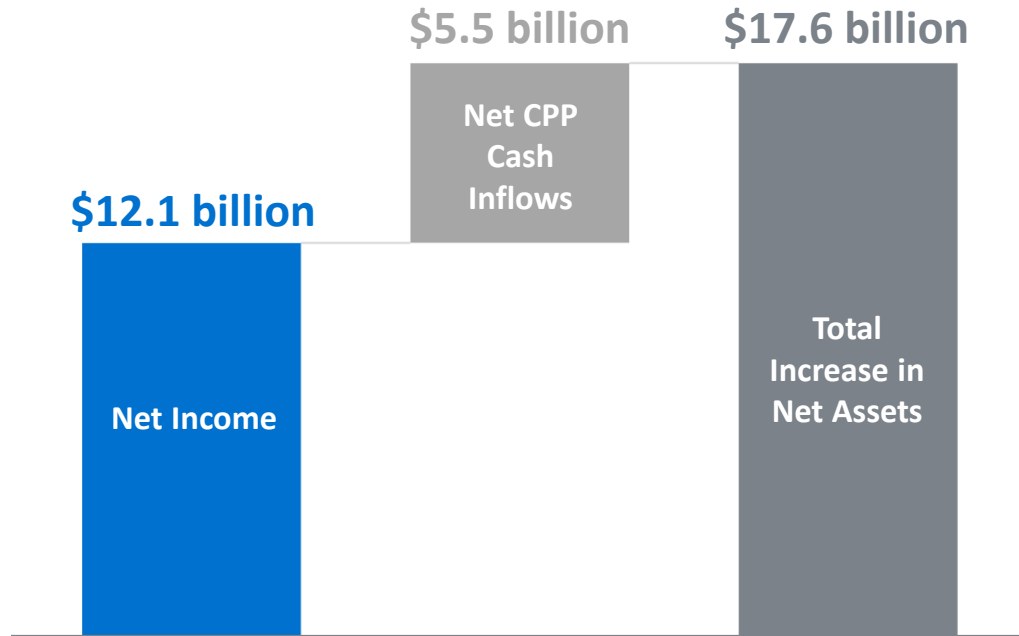 $5.5 billion
$17.6 billion
Net CPP
Cash
Inflows
$12.1 billion
Net Income
Total
Increase in
Net Assets